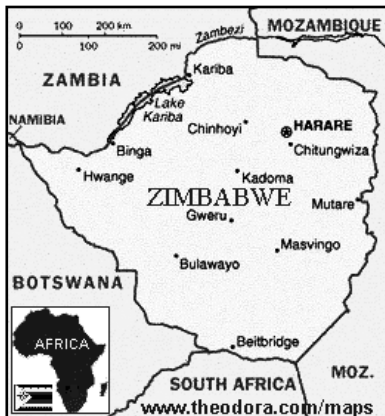 0 100 200 km.
0 100 200 mi
Zambezi
MOZAMBIQUE
ZAMBIA
Kariba
Lake
Kariba
Chinhoyi
HARARE
NAMIBIA
Binga
Chitungwiza
Hwange
Kadoma
ZIMBABWE
Mutare
Gweru
Masvingo
Bulawayo
BOTSWANA
AFRICA
Beitbridge
MOZ.
SOUTH AFRICA
www.theodora.com/maps